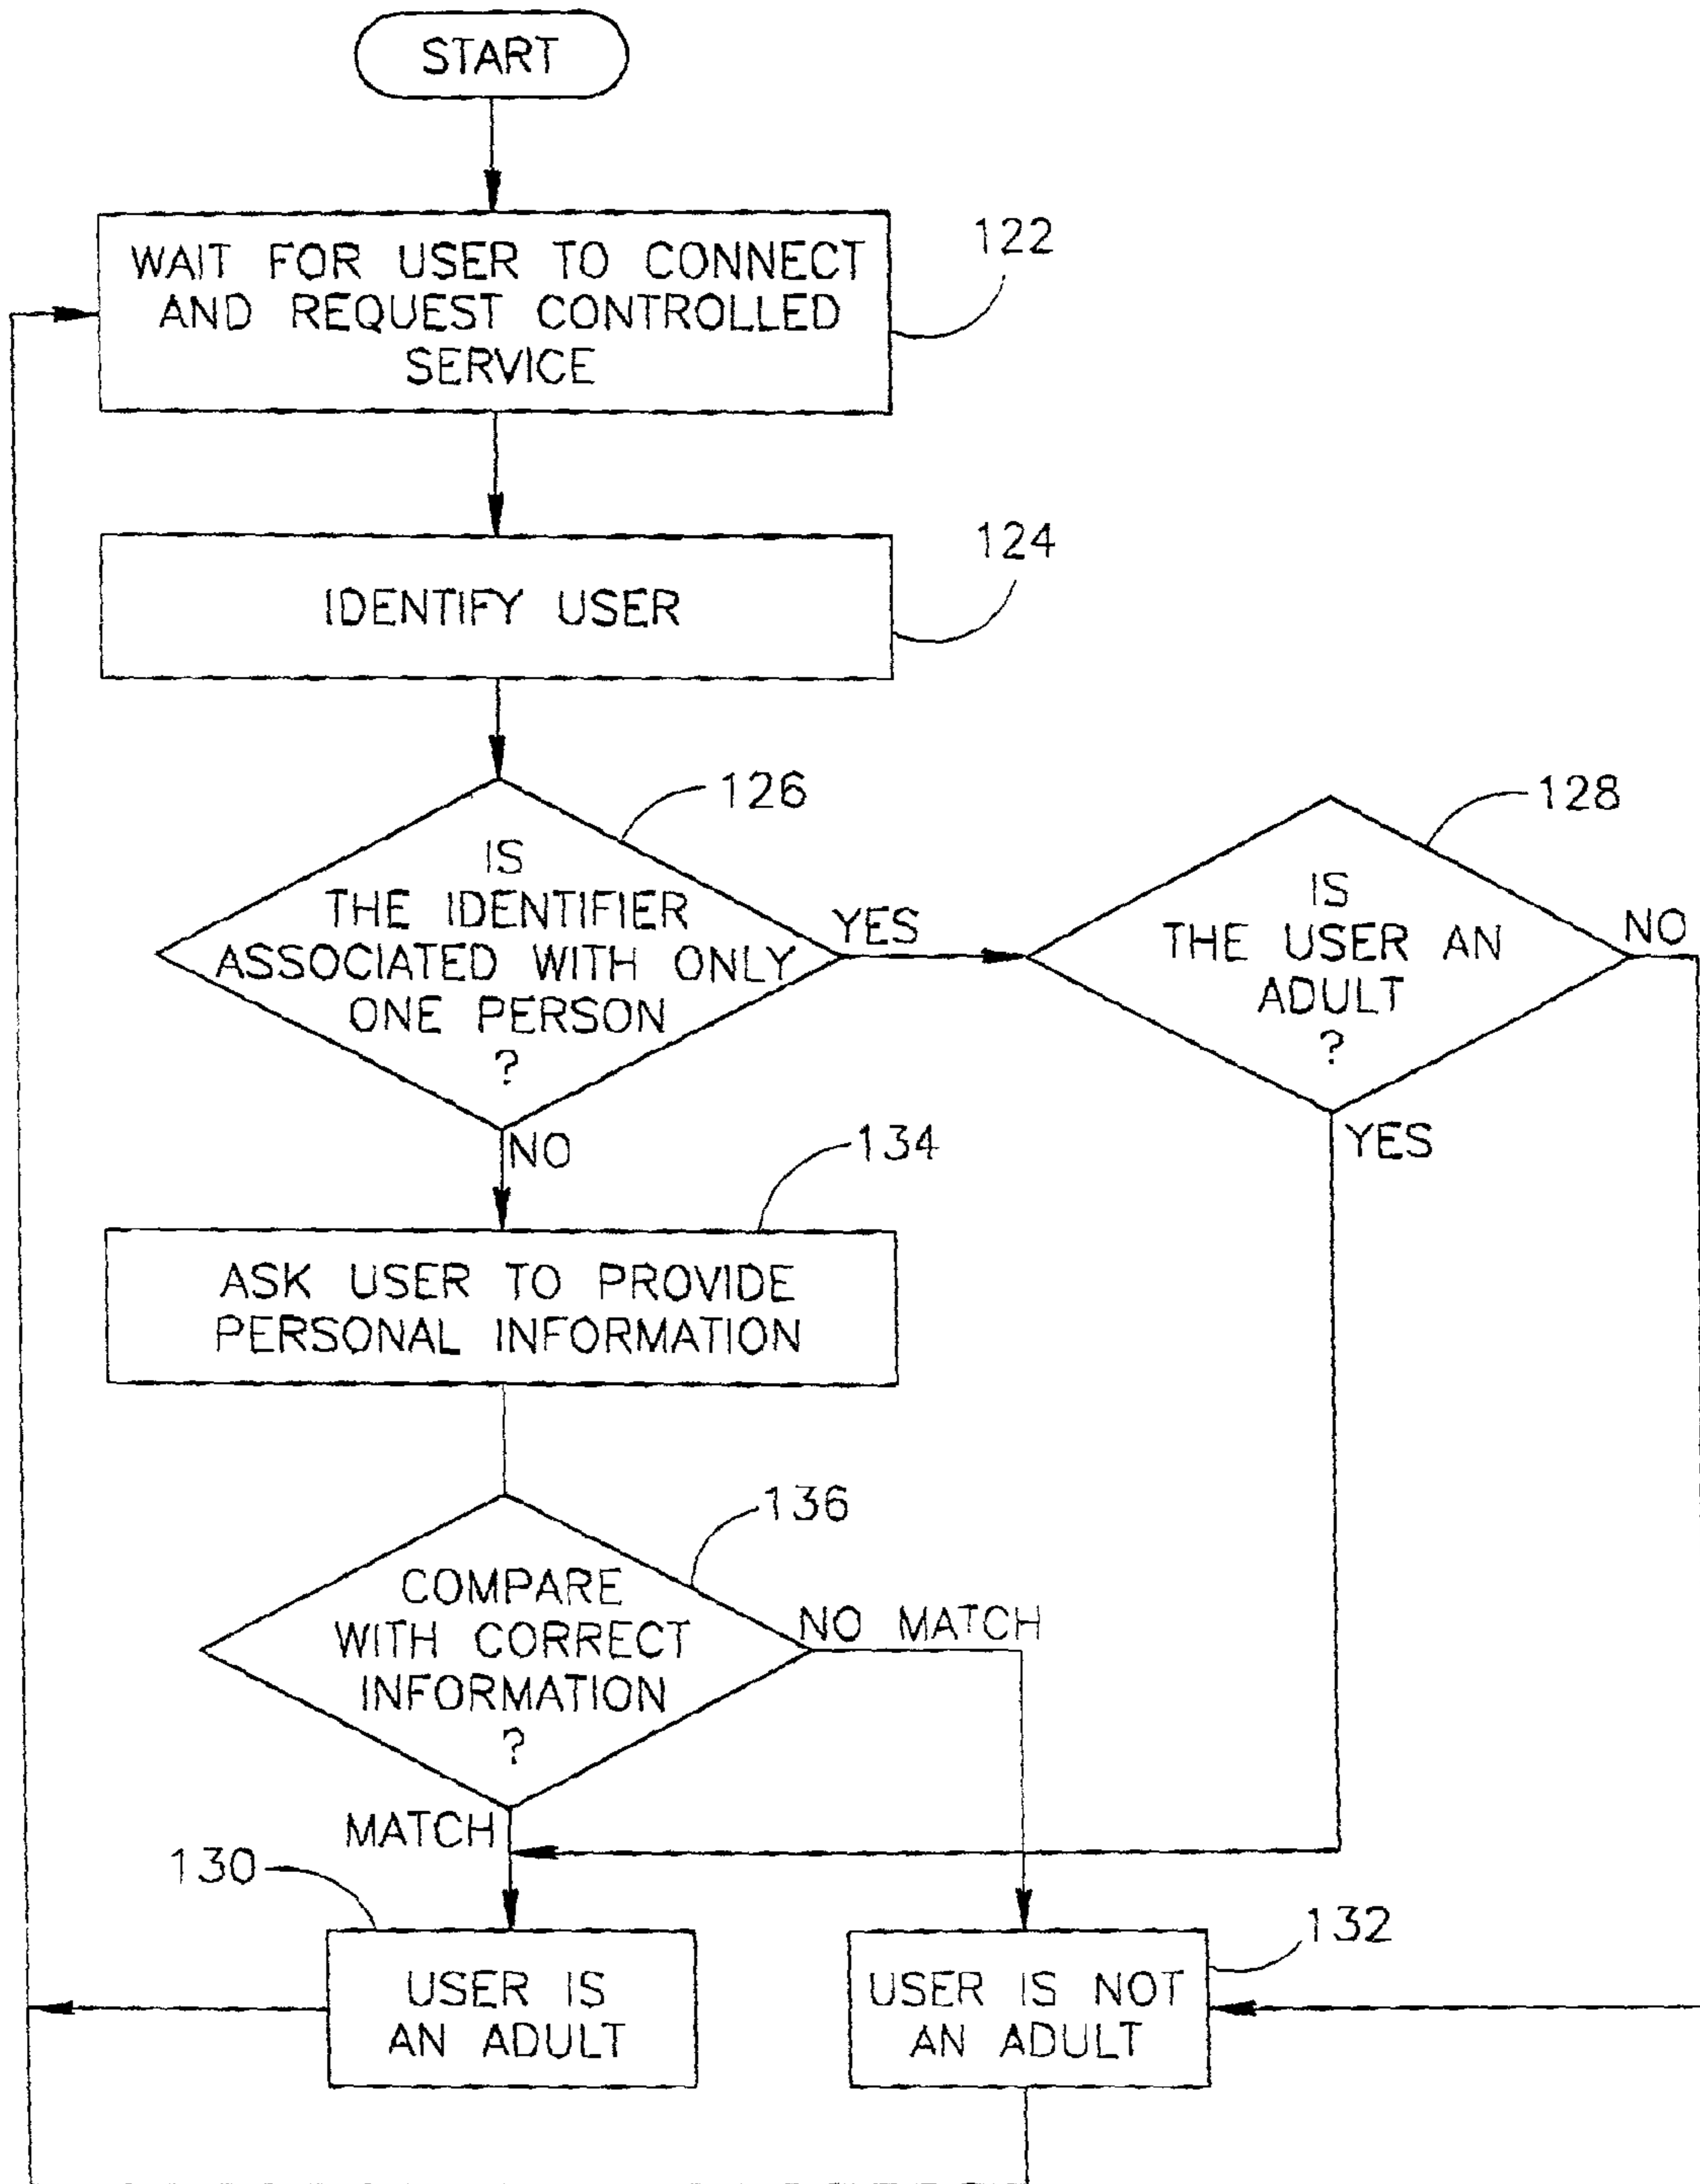 START
WAIT FOR USER TO CONNECT
AND REQUEST CONTROLLED
SERVICE
122
IDENTIFY USER
124
126
IS
THE IDENTIFIER
ASSOCIATED WITH ONLY
ONE PERSON
?
YES
NO
128
IS
THE USER AN
ADULT
?
NO
YES
134
ASK USER TO PROVIDE
PERSONAL INFORMATION
136
COMPARE
WITH CORRECT
INFORMATION
?
NO MATCH
MATCH
130
USER IS
AN ADULT
132
USER IS NOT
AN ADULT